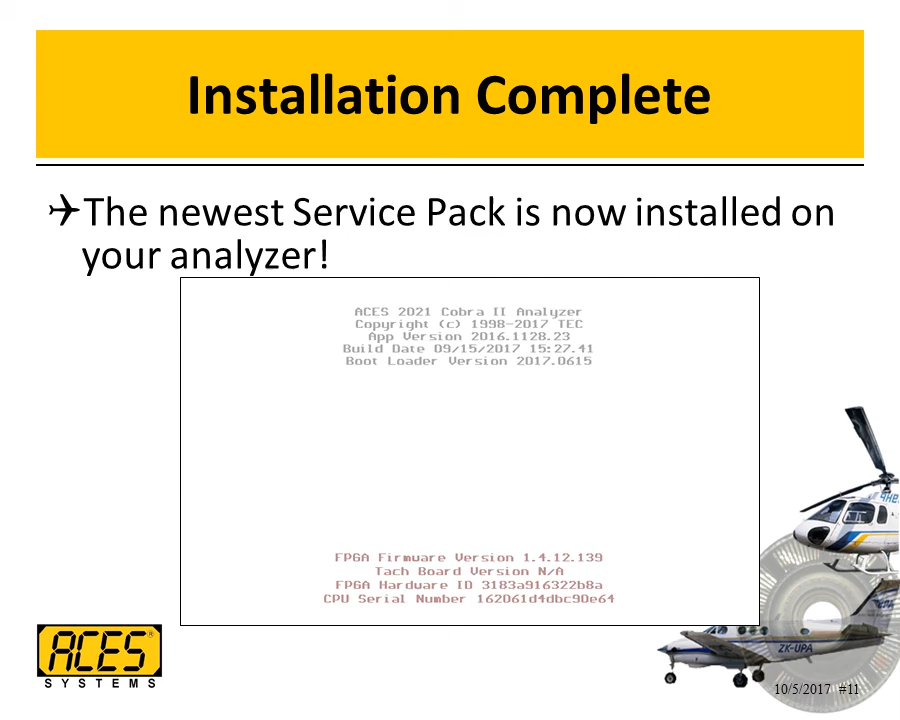 Installation Complete
✈The newest Service Pack is now installed on
your analyzer!
ACES 2021 Cobra II Analyzer
Copyright (c) 1998-2017 TEC
App Version 2016.1128.23
Build Date 09/15/2017 15:27.41
Boot Loader Version 2017.0615
FPGA Firmware Version 1.4.12.139
Tach Board Version N/A
FPGA Hardware ID 3183a916322b8a
CPU Serial Number 162061d4dbc90e64
ACES®
SYSTEMS
ZK-UPA
10/5/2017 #11